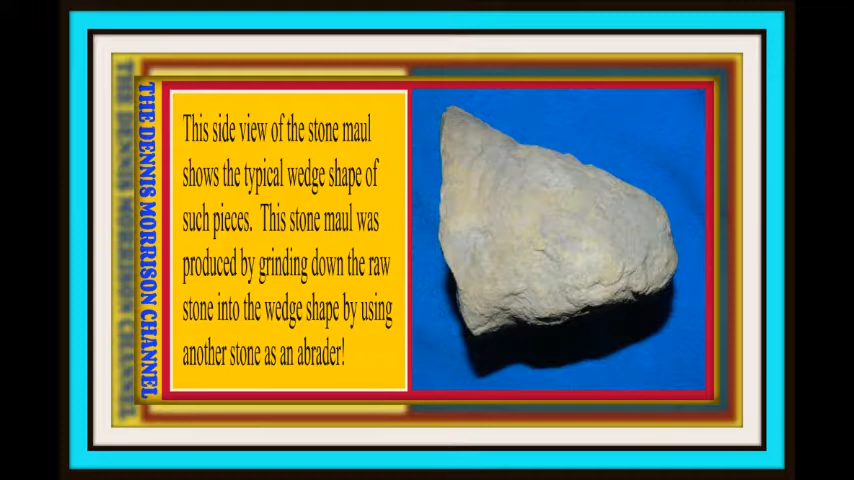 THE DENNIS MORRISON CHANNEL
This side view of the stone maul
shows the typical wedge shape of
such pieces.  This stone maul was
produced by grinding down the raw
stone into the wedge shape by using
another stone as an abrader!